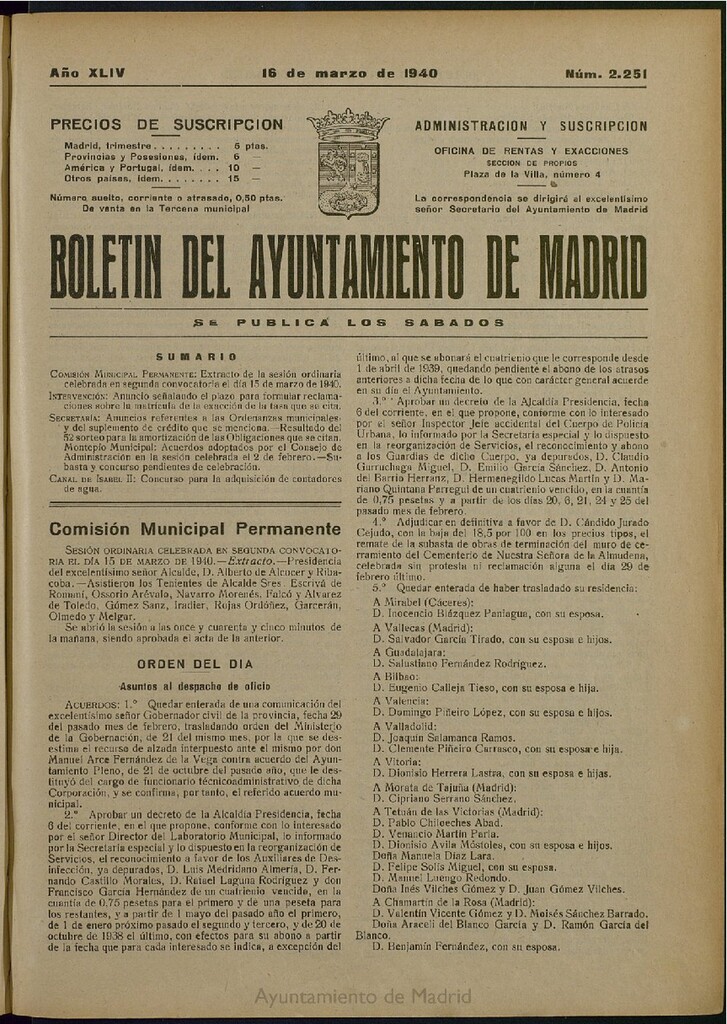 Año XLIV
16 de marzo de 1940
Núm. 2.251
PRECIOS DE SUSCRIPCION
Madrid, trimestre......... 5 ptas.
Provincias y Posesiones, ídem. 6 —
América y Portugal, ídem.... 10 —
Otros países, ídem........ 15 —
Número suelto, corriente o atrasado, 0,50 ptas.
De venta en la Tercena municipal
ADMINISTRACION Y SUSCRIPCION
OFICINA DE RENTAS Y EXACCIONES
SECCION DE PROPIOS
Plaza de la Villa, número 4
La correspondencia se dirigirá al excelentísimo
señor Secretario del Ayuntamiento de Madrid
BOLETIN DEL AYUNTAMIENTO DE MADRID
SE PUBLICA LOS SABADOS
SUMARIO
COMISIÓN MUNICIPAL PERMANENTE: Extracto de la sesión ordinaria
celebrada en segunda convocatoria el día 15 de marzo de 1940.
INTERVENCIÓN: Anuncio señalando el plazo para formular reclama-
ciones sobre la matrícula de la exacción de la tasa que se cita.
SECRETARÍA: Anuncios referentes a las Ordenanzas municipales
y del suplemento de crédito que se menciona.—Resultado del
52 sorteo para la amortización de las Obligaciones que se citan.
Montepío Municipal: Acuerdos adoptados por el Consejo de
Administración en la sesión celebrada el 2 de febrero.—Su-
basta y concurso pendientes de celebración.
CANAL DE ISABEL II: Concurso para la adquisición de contadores
de agua.
Comisión Municipal Permanente
SESIÓN ORDINARIA CELEBRADA EN SEGUNDA CONVOCATO-
RIA EL DÍA 15 DE MARZO DE 1940.—Extracto.—Presidencia
del excelentísimo señor Alcalde, D. Alberto de Alcocer y Riba-
coba.—Asistieron los Tenientes de Alcalde Sres. Escrivá de
Romaní, Ossorio Arévalo, Navarro Morenés, Falcó y Alvarez
de Toledo, Gómez Sanz, Iradier, Rojas Ordóñez, Garcerán,
Olmedo y Melgar.
Se abrió la sesión a las once y cuarenta y cinco minutos de
la mañana, siendo aprobada el acta de la anterior.
ORDEN DEL DIA
Asuntos al despacho de oficio
ACUERDOS: 1.º Quedar enterada de una comunicación del
excelentísimo señor Gobernador civil de la provincia, fecha 29
del pasado mes de febrero, trasladando orden del Ministerio
de la Gobernación, de 21 del mismo mes, por la que se des-
estima el recurso de alzada interpuesto ante el mismo por don
Manuel Arce Fernández de la Vega contra acuerdo del Ayun-
tamiento Pleno, de 21 de octubre del pasado año, que le des-
tituyó del cargo de funcionario técnicoadministrativo de dicha
Corporación, y se confirma, por tanto, el referido acuerdo mu-
nicipal.
2.º Aprobar un decreto de la Alcaldía Presidencia, fecha
6 del corriente, en el que propone, conforme con lo interesado
por el señor Director del Laboratorio Municipal, lo informado
por la Secretaría especial y lo dispuesto en la reorganización de
Servicios, el reconocimiento a favor de los Auxiliares de Des-
infección, ya depurados, D. Luis Medridano Almería, D. Fer-
nando Castillo Morales, D. Rafael Laguna Rodríguez y don
Francisco García Hernández de un cuatrienio vencido, en la
cuantía de 0,75 pesetas para el primero y de una peseta para
los restantes, y a partir de 1 mayo del pasado año el primero,
de 1 de enero próximo pasado el segundo y tercero, y de 20 de
octubre de 1938 el último, con efectos para su abono a partir
de la fecha que para cada interesado se indica, a excepción del
último, al que se abonará el cuatrienio que le corresponde desde
1 de abril de 1939, quedando pendiente el abono de los atrasos
anteriores a dicha fecha de lo que con carácter general acuerde
en su día el Ayuntamiento.
3.º Aprobar un decreto de la Alcaldía Presidencia, fecha
6 del corriente, en el que propone, conforme con lo interesado
por el señor Inspector Jefe accidental del Cuerpo de Policía
Urbana, lo informado por la Secretaría especial y lo dispuesto
en la reorganización de Servicios, el reconocimiento y abono
a los Guardias de dicho Cuerpo, ya depurados, D. Claudio
Gurruchaga Miguel, D. Emilio García Sánchez, D. Antonio
del Barrio Herranz, D. Hermenegildo Lucas Martín y D. Ma-
riano Quintana Parregui de un cuatrienio vencido, en la cuantía
de 0,75 pesetas y a partir de los días 20, 6, 21, 24 y 25 del
pasado mes de febrero.
4.º Adjudicar en definitiva a favor de D. Cándido Jurado
Cejudo, con la baja del 18,5 por 100 en los precios tipos, el
remate de la subasta de obras de terminación del muro de ce-
rramiento del Cementerio de Nuestra Señora de la Almudena,
celebrada sin protesta ni reclamación alguna el día 29 de
febrero último.
5.º Quedar enterada de haber trasladado su residencia:
A Mirabel (Cáceres):
D. Inocencio Blázquez Paniagua, con su esposa.
A Vallecas (Madrid):
D. Salvador García Tirado, con su esposa e hijos.
A Guadalajara:
D. Salustiano Fernández Rodríguez.
A Bilbao:
D. Eugenio Calleja Tieso, con su esposa e hija.
A Valencia:
D. Domingo Piñeiro López, con su esposa e hijos.
A Valladolid:
D. Joaquín Salamanca Ramos.
D. Clemente Piñeiro Carrasco, con su esposa e hija.
A Vitoria:
D. Dionisio Herrera Lastra, con su esposa e hijas.
A Morata de Tajuña (Madrid):
D. Cipriano Serrano Sánchez.
A Tetuán de las Victorias (Madrid):
D. Pablo Chiloeches Abad.
D. Venancio Martín Parla.
D. Dionisio Avila Móstoles, con su esposa e hijos.
Doña Manuela Díaz Lara.
D. Felipe Solís Miguel, con su esposa.
D. Manuel Luengo Redondo.
Doña Inés Vilches Gómez y D. Juan Gómez Vilches.
A Chamartín de la Rosa (Madrid):
D. Valentín Vicente Gómez y D. Moisés Sánchez Barrado.
Doña Araceli del Blanco García y D. Ramón García del
Blanco.
D. Benjamín Fernández, con su esposa.
Ayuntamiento de Madrid